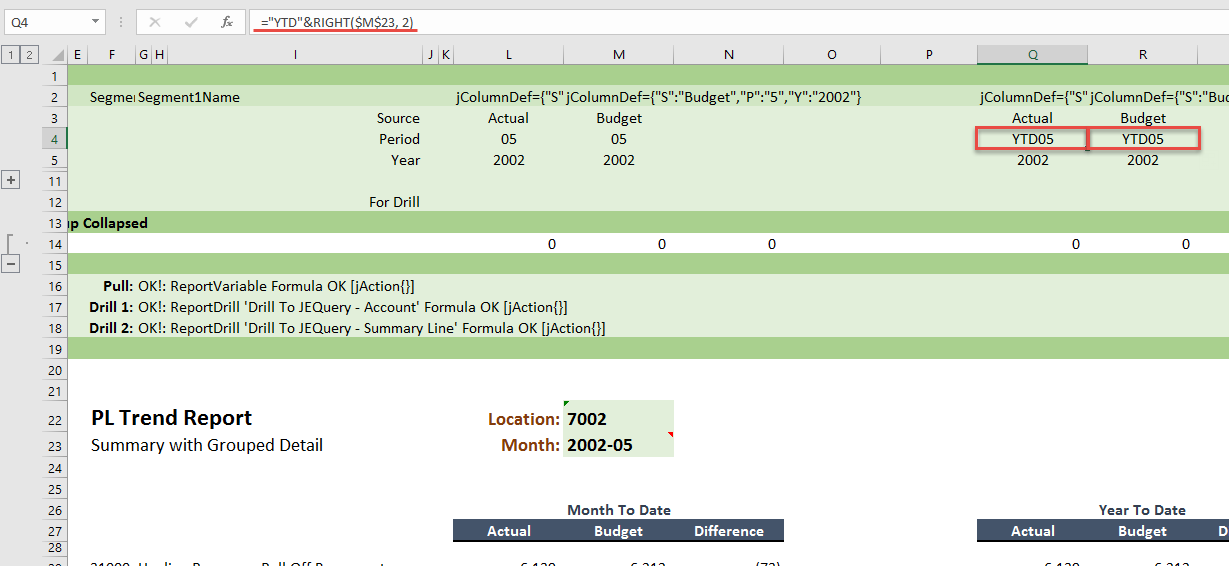 Q4 fx ="YTD"&RIGHT($M$23, 2)
1 2 E F G H I J K L M N O P Q R
1
2 Segme Segment1Name jColumnDef={"S" jColumnDef={"S":"Budget","P":"5","Y":"2002"} jColumnDef={"S" jColumnDef={"S":"Bud
3 Source Actual Budget Actual Budget
4 Period 05 05 YTD05 YTD05
5 Year 2002 2002 2002 2002
11
12 For Drill
13 up Collapsed
14 0 0 0 0 0
15
16 Pull: OK!: ReportVariable Formula OK [jAction{}]
17 Drill 1: OK!: ReportDrill 'Drill To JEQuery - Account' Formula OK [jAction{}]
18 Drill 2: OK!: ReportDrill 'Drill To JEQuery - Summary Line' Formula OK [jAction{}]
19
20
21
22 PL Trend Report Location: 7002
23 Summary with Grouped Detail Month: 2002-05
24
25
26 Month To Date Year To Date
27 Actual Budget Difference Actual Budget D
28